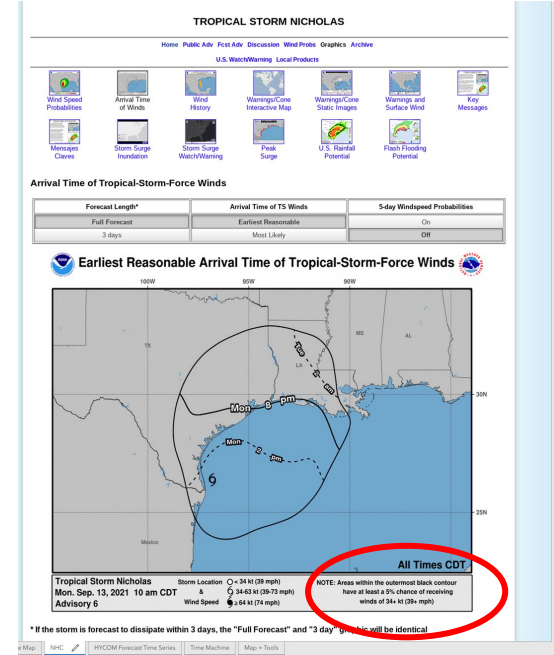 TROPICAL STORM NICHOLAS
Home Public Adv Fcst Adv Discussion Wind Probs Graphics Archive
U.S. Watch/Warning Local Products
Wind Speed
Probabilities
Arrival Time
of Winds
Wind
History
Warnings/Cone
Interactive Map
Warnings/Cone
Static Images
Warnings and
Surface Wind
Key
Messages
Mensajes
Claves
Storm Surge
Inundation
Storm Surge
Watch/Warning
Peak
Surge
U.S. Rainfall
Potential
Flash Flooding
Potential
Arrival Time of Tropical-Storm-Force Winds
Forecast Length* Arrival Time of TS Winds 5-day Windspeed Probabilities
Full Forecast Earliest Reasonable On
3 days Most Likely Off
Earliest Reasonable Arrival Time of Tropical-Storm-Force Winds
100W 95W 90W
MS AL
TX
LA
Tue am
30N
Mon 8 pm
Mon pm
25N
Mexico
All Times CDT
Tropical Storm Nicholas
Mon. Sep. 13, 2021 10 am CDT
Advisory 6
Storm Location < 34 kt (39 mph)
& 34-63 kt (39-73 mph)
Wind Speed ≥ 64 kt (74 mph)
NOTE: Areas within the outermost black contour
have at least a 5% chance of receiving
winds of 34+ kt (39+ mph)
* If the storm is forecast to dissipate within 3 days, the "Full Forecast" and "3 day" graphic will be identical
e Map NHC HYCOM Forecast Time Series Time Machine Map + Tools